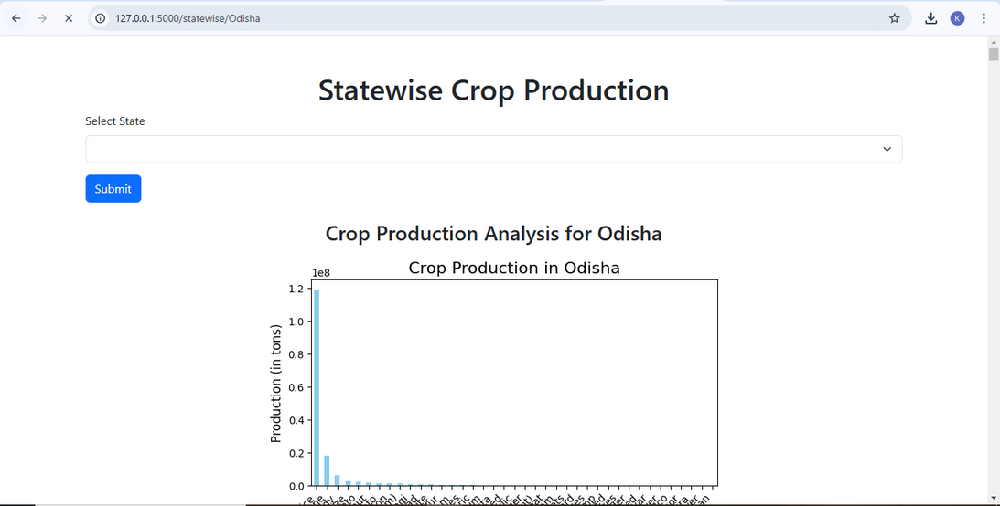 127.0.0.1:5000/statewise/Odisha
K
Statewise Crop Production
Select State
Submit
Crop Production Analysis for Odisha
Crop Production in Odisha
1e8
1.2
1.0
0.8
0.6
0.4
0.2
0.0
Production (in tons)